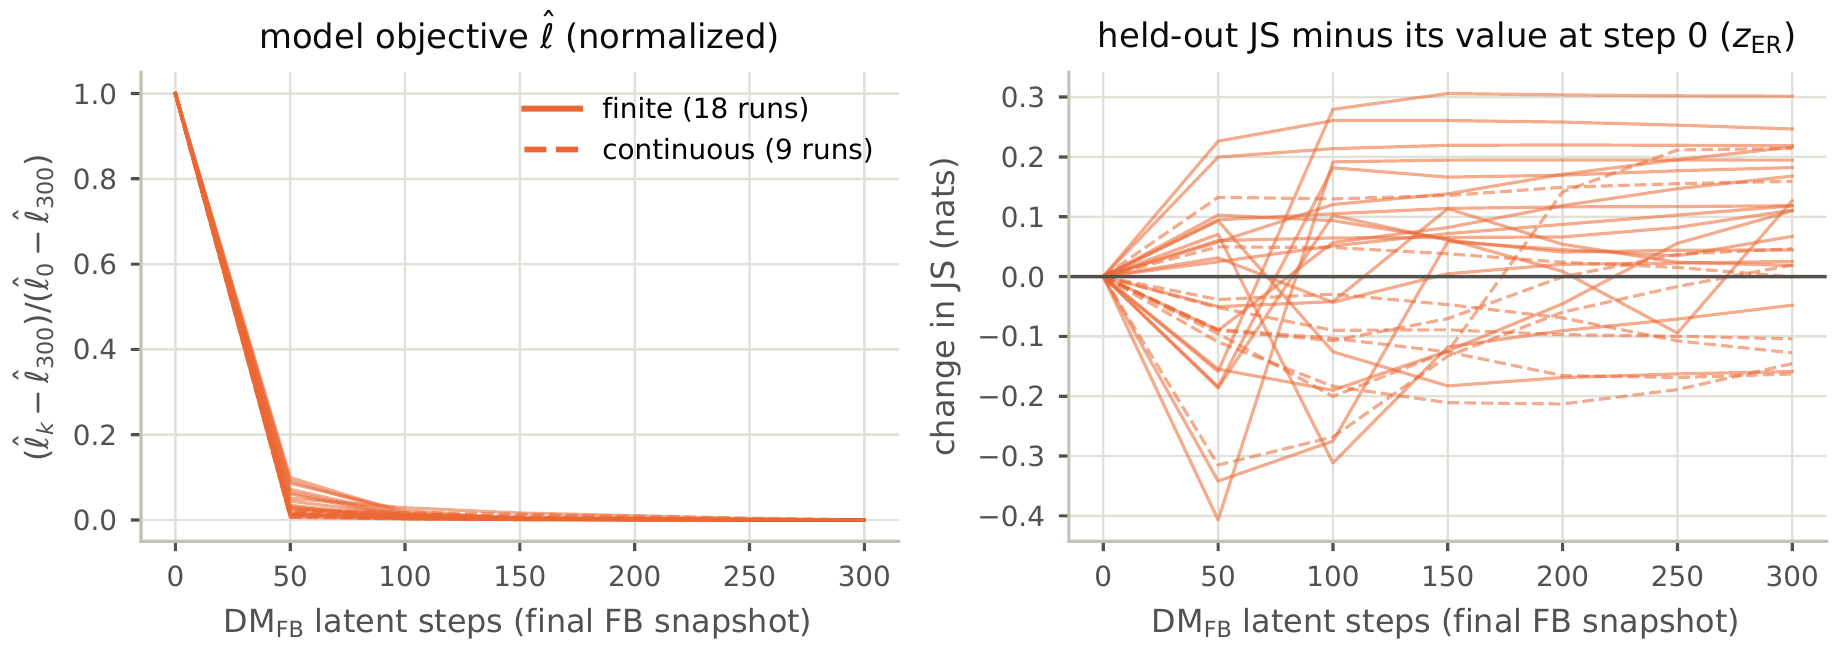 model objective ℓ̂ (normalized)
(ℓ̂ₖ − ℓ̂₃₀₀)/(ℓ̂₀ − ℓ̂₃₀₀)
1.0
0.8
0.6
0.4
0.2
0.0
finite (18 runs)
continuous (9 runs)
0 50 100 150 200 250 300
DM_FB latent steps (final FB snapshot)
held-out JS minus its value at step 0 (z_ER)
change in JS (nats)
0.3
0.2
0.1
0.0
−0.1
−0.2
−0.3
−0.4
0 50 100 150 200 250 300
DM_FB latent steps (final FB snapshot)